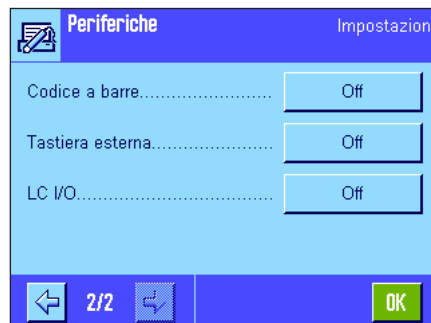 Periferiche Impostazion
Codice a barre........................ Off
Tastiera esterna...................... Off
LC I/O................................... Off
2/2 OK